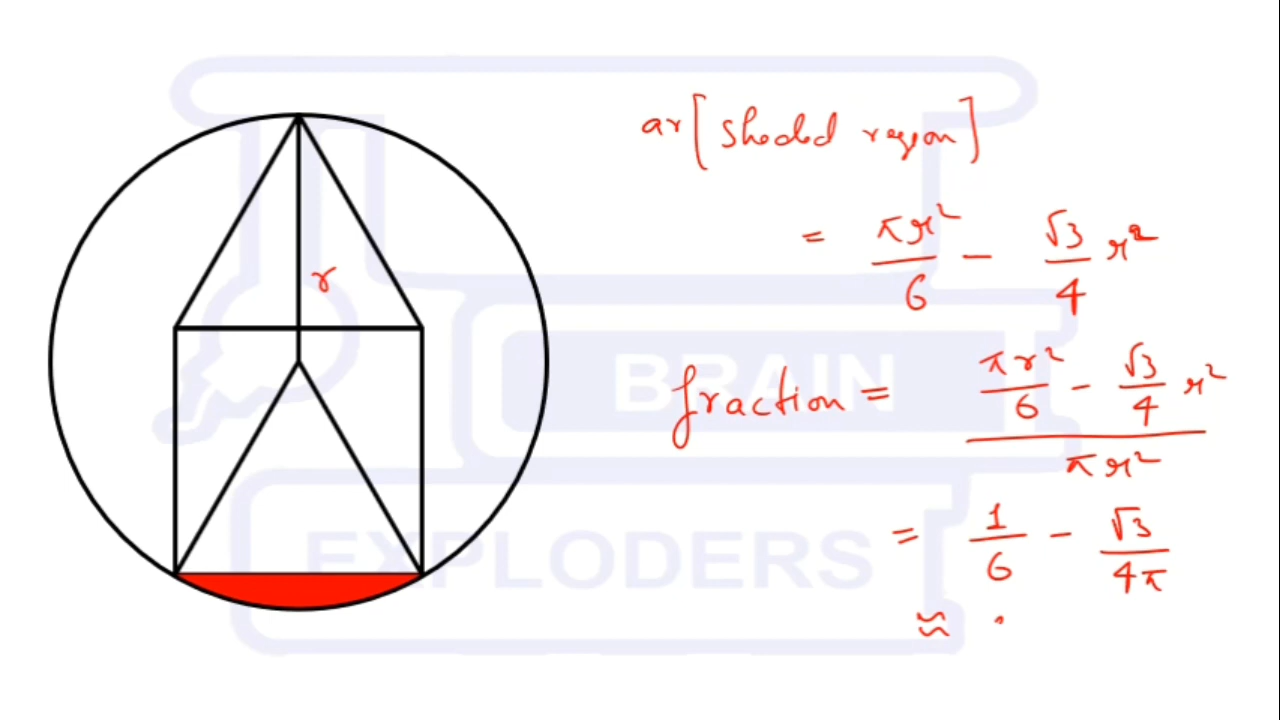 ar[Shaded region]
= πr²/6 - √3/4 r²
r
fraction = (πr²/6 - √3/4 r²)/πr²
= 1/6 - √3/4π
≈ .
BRAIN
EXPLODERS